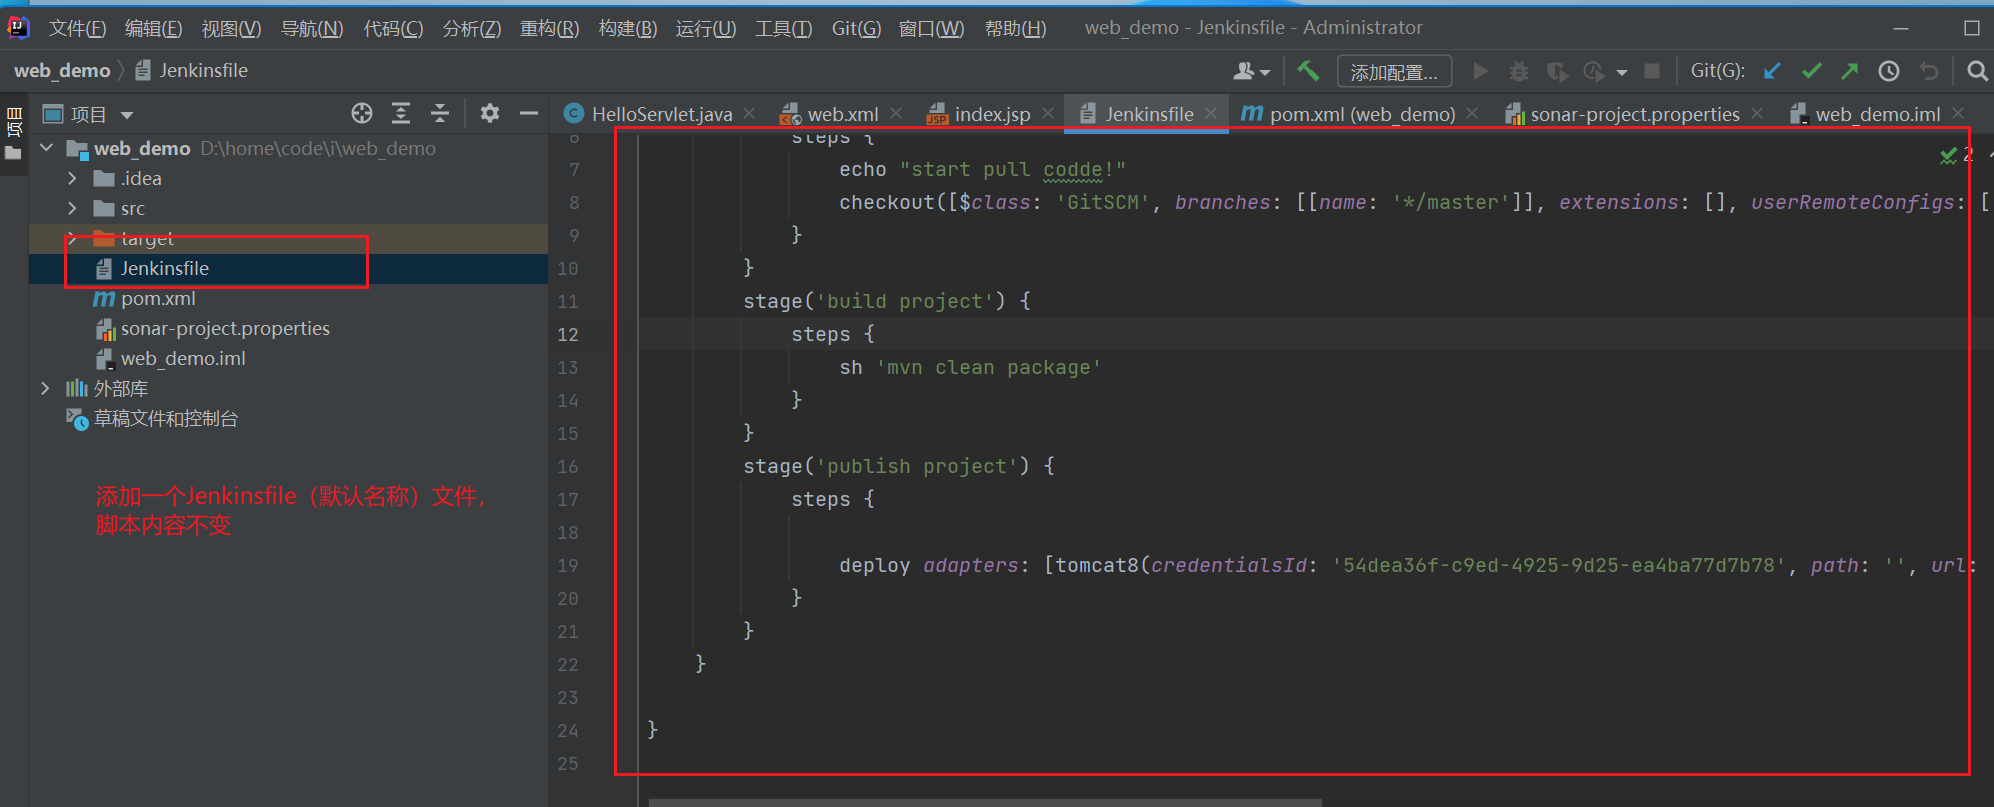 文件(F) 编辑(E) 视图(V) 导航(N) 代码(C) 分析(Z) 重构(R) 构建(B) 运行(U) 工具(T) Git(G) 窗口(W) 帮助(H) web_demo - Jenkinsfile - Administrator
web_demo Jenkinsfile 添加配置... Git(G):
项目
项目
HelloServlet.java web.xml index.jsp Jenkinsfile pom.xml (web_demo) sonar-project.properties web_demo.iml
web_demo D:\home\code\i\web_demo
.idea
src
target
Jenkinsfile
pom.xml
sonar-project.properties
web_demo.iml
外部库
草稿文件和控制台
添加一个Jenkinsfile（默认名称）文件，
脚本内容不变
2
6 steps {
7 echo "start pull codde!"
8 checkout([$class: 'GitSCM', branches: [[name: '*/master']], extensions: [], userRemoteConfigs: [
9 }
10 }
11 stage('build project') {
12 steps {
13 sh 'mvn clean package'
14 }
15 }
16 stage('publish project') {
17 steps {
18
19 deploy adapters: [tomcat8(credentialsId: '54dea36f-c9ed-4925-9d25-ea4ba77d7b78', path: '', url:
20 }
21 }
22 }
23
24 }
25